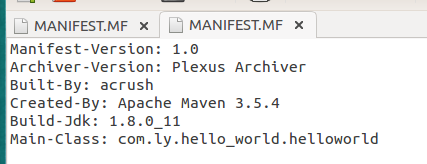 MANIFEST.MF MANIFEST.MF
Manifest-Version: 1.0
Archiver-Version: Plexus Archiver
Built-By: acrush
Created-By: Apache Maven 3.5.4
Build-Jdk: 1.8.0_11
Main-Class: com.ly.hello_world.helloworld